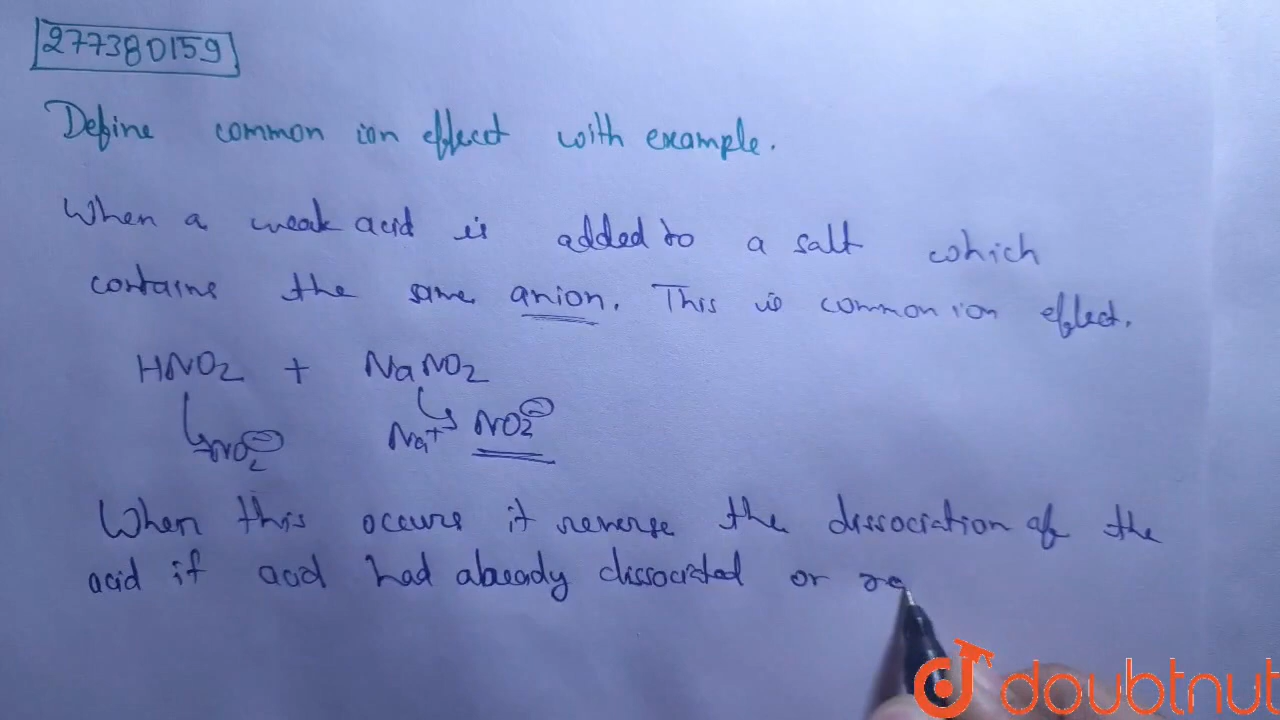 277380159
Define common ion effect with example.
When a weak acid is added to a salt which
contains the same anion. This is common ion effect.
HNO2 + NaNO2
NO2⊖ Na+ NO2⊖
When this occurs it reverse the dissociation of the
acid if acid had already dissociated or re
doubtnut